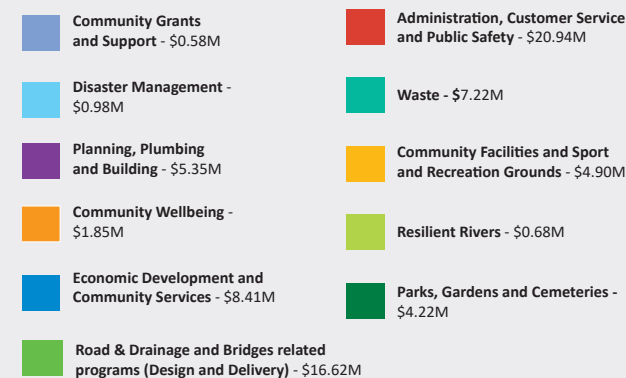 Community Grants
and Support - $0.58M
Disaster Management -
$0.98M
Planning, Plumbing
and Building - $5.35M
Community Wellbeing -
$1.85M
Economic Development and
Community Services - $8.41M
Road & Drainage and Bridges related
programs (Design and Delivery) - $16.62M
Administration, Customer Service
and Public Safety - $20.94M
Waste - $7.22M
Community Facilities and Sport
and Recreation Grounds - $4.90M
Resilient Rivers - $0.68M
Parks, Gardens and Cemeteries -
$4.22M